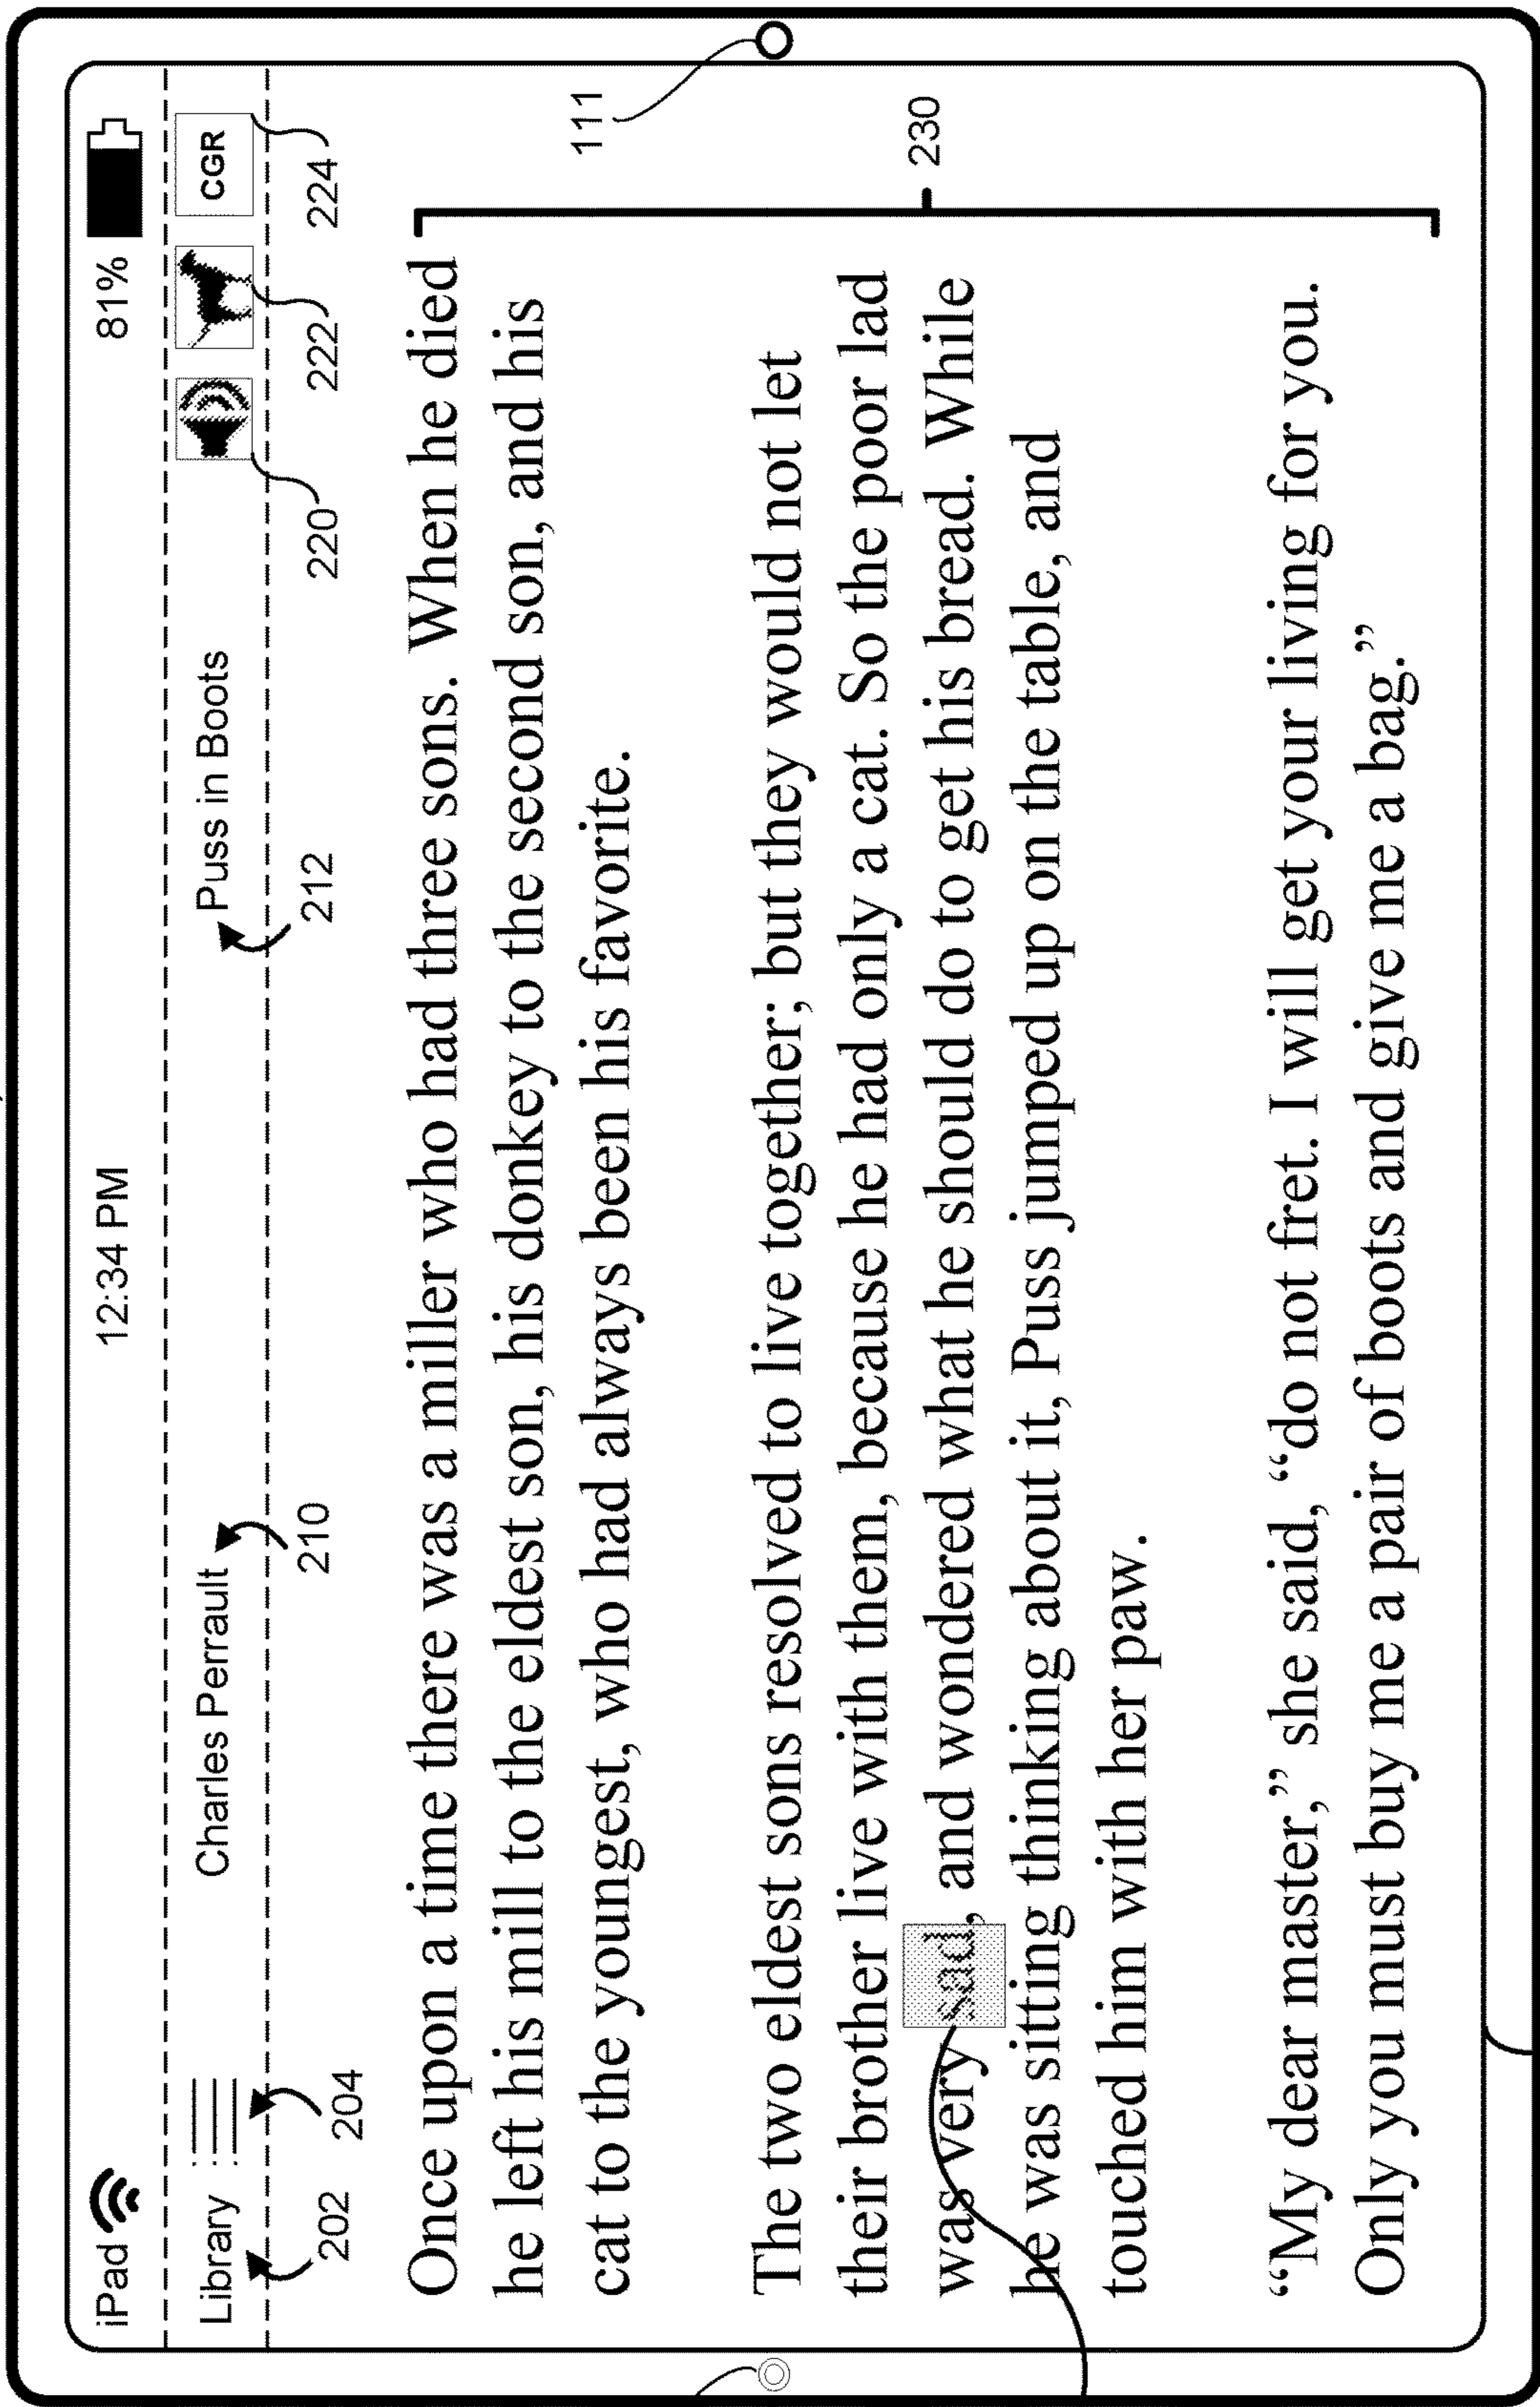 iPad 12:34 PM 81%
Library Charles Perrault Puss in Boots CGR
202 204 210 212 220 222 224
Once upon a time there was a miller who had three sons. When he died
he left his mill to the eldest son, his donkey to the second son, and his
cat to the youngest, who had always been his favorite.
111
The two eldest sons resolved to live together; but they would not let
their brother live with them, because he had only a cat. So the poor lad
was very sad, and wondered what he should do to get his bread. While
230
he was sitting thinking about it, Puss jumped up on the table, and
touched him with her paw.
“My dear master,” she said, “do not fret. I will get your living for you.
Only you must buy me a pair of boots and give me a bag.”